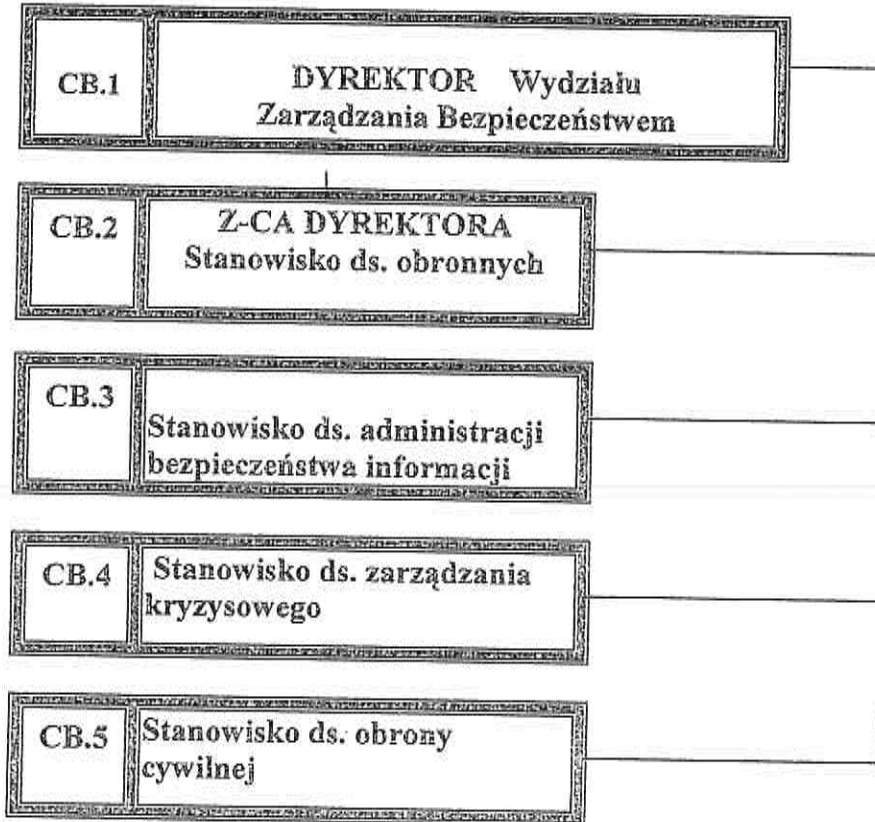 CB.1
DYREKTOR Wydziału
Zarządzania Bezpieczeństwem
CB.2
Z-CA DYREKTORA
Stanowisko ds. obronnych
CB.3
Stanowisko ds. administracji
bezpieczeństwa informacji
CB.4
Stanowisko ds. zarządzania
kryzysowego
CB.5
Stanowisko ds. obrony
cywilnej